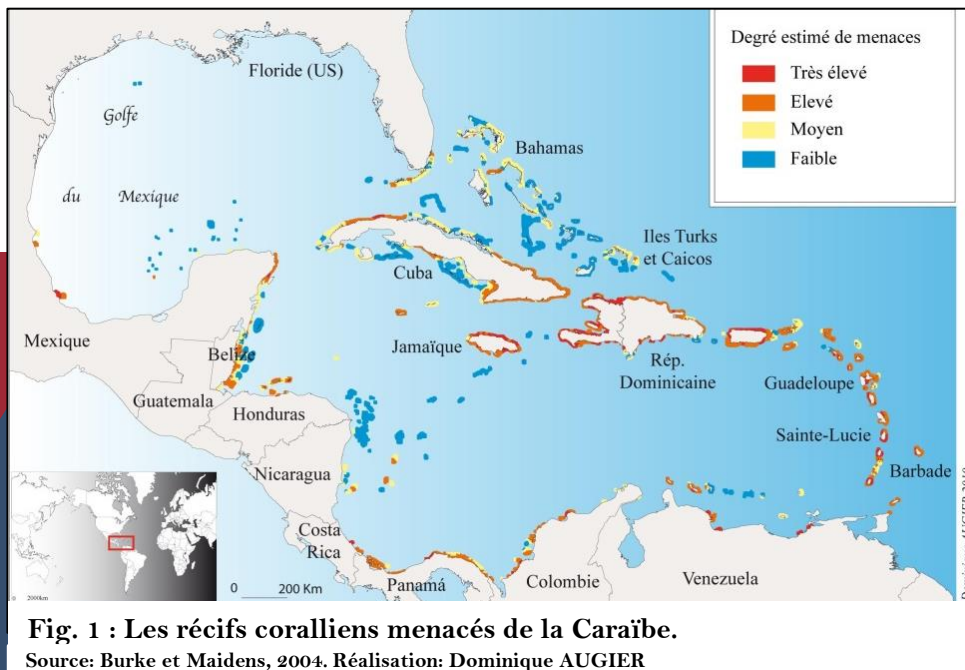 Degré estimé de menaces
Très élevé
Elevé
Moyen
Faible
Floride (US)
Golfe
du Mexique
Bahamas
Iles Turks
et Caicos
Cuba
Mexique
Jamaïque
Belize
Rép.
Dominicaine
Guadeloupe
Guatemala
Honduras
Sainte-Lucie
Nicaragua
Barbade
Costa
Rica
0 200 Km
Panamá
Colombie
Venezuela
0 2000km
Fig. 1 : Les récifs coralliens menacés de la Caraïbe.
Source: Burke et Maidens, 2004. Réalisation: Dominique AUGIER